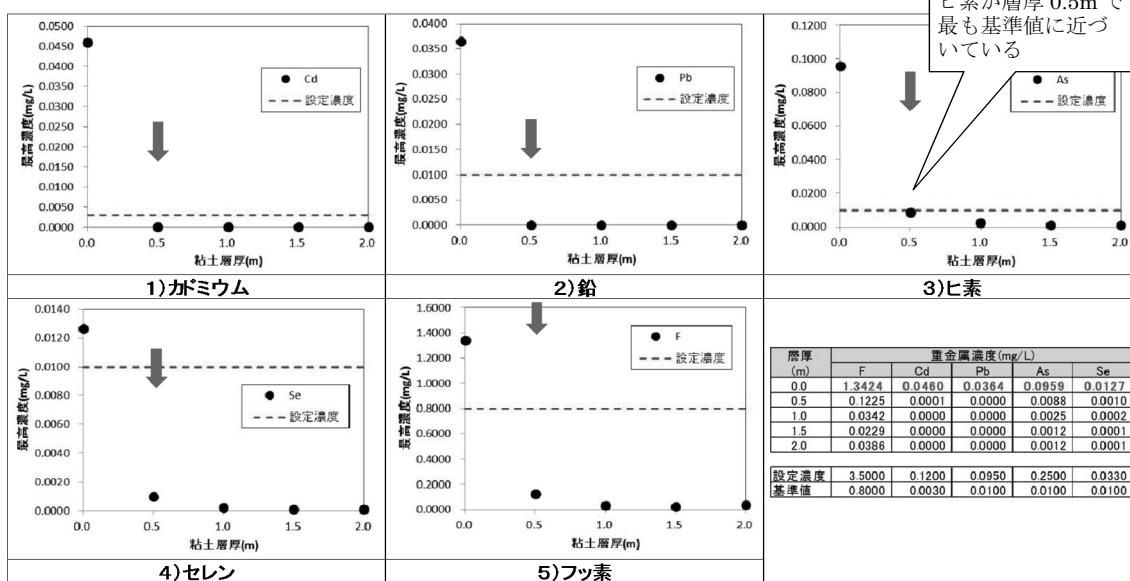 ヒ素が層厚 0.5m で
最も基準値に近づ
いている
0.0500
0.0450
0.0400
0.0350
0.0300
0.0250
0.0200
0.0150
0.0100
0.0050
0.0000
最高濃度(mg/L)
Cd
設定濃度
0.0 0.5 1.0 1.5 2.0
粘土層厚(m)
1)カドミウム
0.0400
0.0350
0.0300
0.0250
0.0200
0.0150
0.0100
0.0050
0.0000
最高濃度(mg/L)
Pb
設定濃度
0.0 0.5 1.0 1.5 2.0
粘土層厚(m)
2)鉛
0.1200
0.1000
0.0800
0.0600
0.0400
0.0200
0.0000
最高濃度(mg/L)
As
設定濃度
0.0 0.5 1.0 1.5 2.0
粘土層厚(m)
3)ヒ素
0.0140
0.0120
0.0100
0.0080
0.0060
0.0040
0.0020
0.0000
最高濃度(mg/L)
Se
設定濃度
0.0 0.5 1.0 1.5 2.0
粘土層厚(m)
4)セレン
1.6000
1.4000
1.2000
1.0000
0.8000
0.6000
0.4000
0.2000
0.0000
最高濃度(mg/L)
F
設定濃度
0.0 0.5 1.0 1.5 2.0
粘土層厚(m)
5)フッ素
層厚 重金属濃度(mg/L)
(m) F Cd Pb As Se
0.0 1.3424 0.0460 0.0364 0.0959 0.0127
0.5 0.1225 0.0001 0.0000 0.0088 0.0010
1.0 0.0342 0.0000 0.0000 0.0025 0.0002
1.5 0.0229 0.0000 0.0000 0.0012 0.0001
2.0 0.0386 0.0000 0.0000 0.0012 0.0001
設定濃度 3.5000 0.1200 0.0950 0.2500 0.0330
基準値 0.8000 0.0030 0.0100 0.0100 0.0100